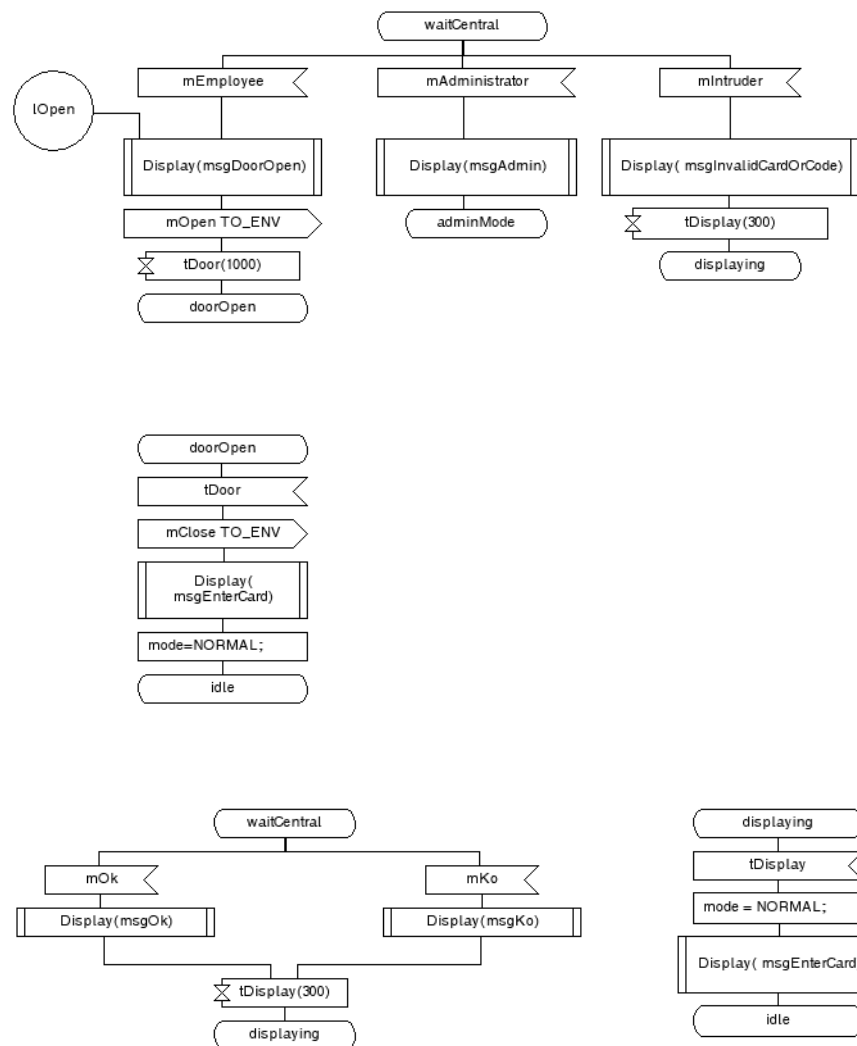 waitCentral
mEmployee
mAdministrator
mIntruder
lOpen
Display(msgDoorOpen)
Display(msgAdmin)
Display( msgInvalidCardOrCode)
mOpen TO_ENV
adminMode
tDisplay(300)
tDoor(1000)
displaying
doorOpen
doorOpen
tDoor
mClose TO_ENV
Display(
msgEnterCard)
mode=NORMAL;
idle
waitCentral
displaying
mOk
mKo
tDisplay
Display(msgOk)
Display(msgKo)
mode = NORMAL;
Display( msgEnterCard
tDisplay(300)
displaying
idle